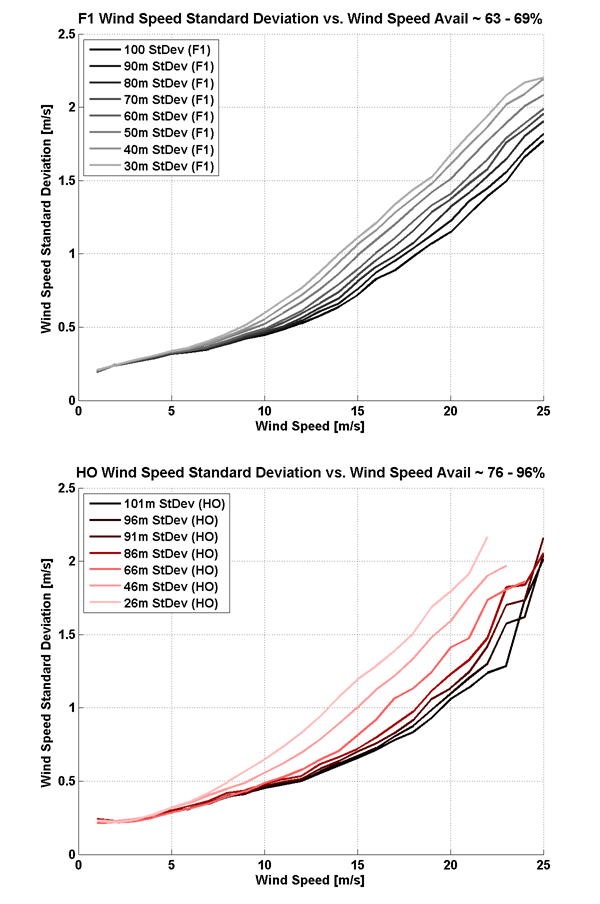 F1 Wind Speed Standard Deviation vs. Wind Speed Avail ~ 63 - 69%
2.5
2
1.5
1
0.5
0
Wind Speed Standard Deviation [m/s]
100 StDev (F1)
90m StDev (F1)
80m StDev (F1)
70m StDev (F1)
60m StDev (F1)
50m StDev (F1)
40m StDev (F1)
30m StDev (F1)
0 5 10 15 20 25
Wind Speed [m/s]
HO Wind Speed Standard Deviation vs. Wind Speed Avail ~ 76 - 96%
2.5
2
1.5
1
0.5
0
Wind Speed Standard Deviation [m/s]
101m StDev (HO)
96m StDev (HO)
91m StDev (HO)
86m StDev (HO)
66m StDev (HO)
46m StDev (HO)
26m StDev (HO)
0 5 10 15 20 25
Wind Speed [m/s]